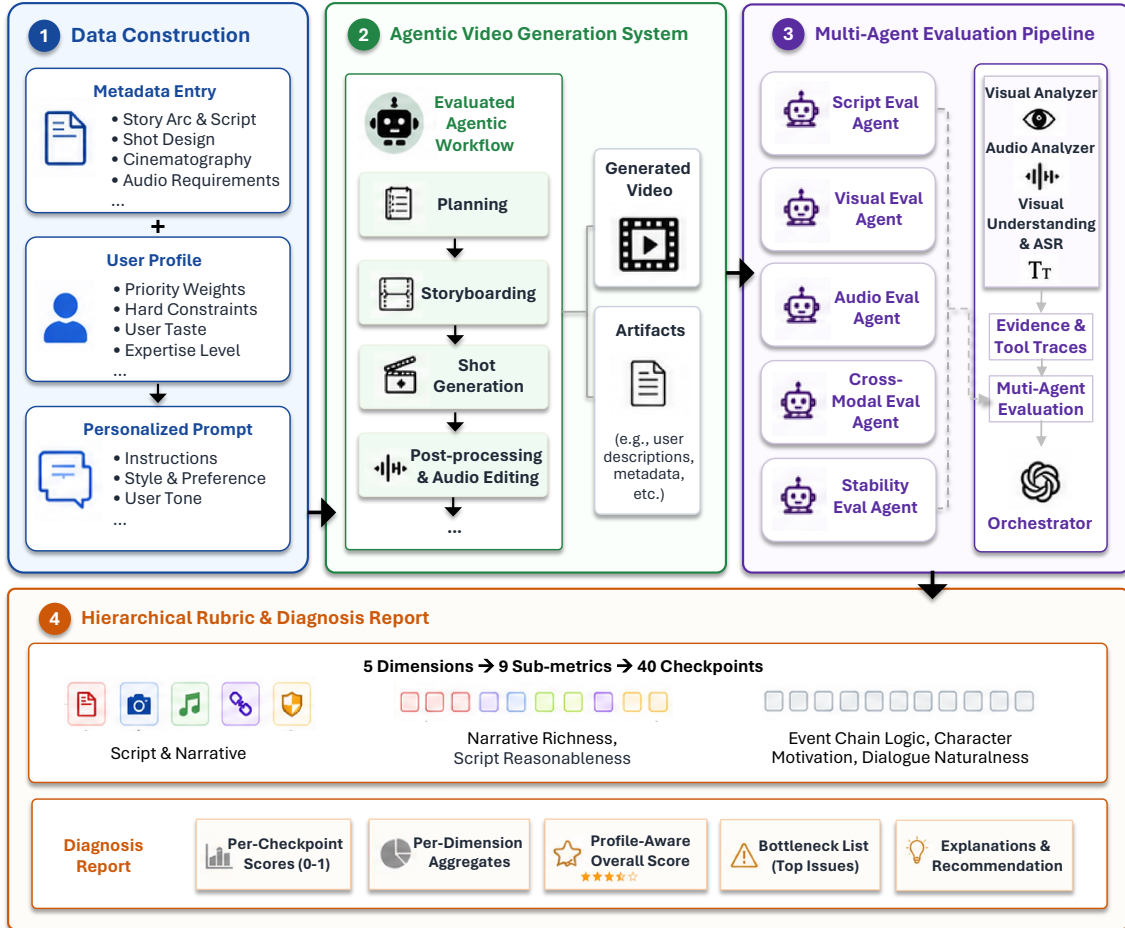 1 Data Construction
Metadata Entry
• Story Arc & Script
• Shot Design
• Cinematography
• Audio Requirements
...
+
User Profile
• Priority Weights
• Hard Constraints
• User Taste
• Expertise Level
...
Personalized Prompt
• Instructions
• Style & Preference
• User Tone
...
2 Agentic Video Generation System
Evaluated
Agentic
Workflow
Planning
Storyboarding
Shot
Generation
Post-processing
& Audio Editing
...
Generated
Video
Artifacts
(e.g., user
descriptions,
metadata,
etc.)
3 Multi-Agent Evaluation Pipeline
Script Eval
Agent
Visual Eval
Agent
Audio Eval
Agent
Cross-
Modal Eval
Agent
Stability
Eval Agent
Visual Analyzer
Audio Analyzer
Visual
Understanding
& ASR
TT
Evidence &
Tool Traces
Muti-Agent
Evaluation
Orchestrator
4 Hierarchical Rubric & Diagnosis Report
5 Dimensions → 9 Sub-metrics → 40 Checkpoints
Script & Narrative
Narrative Richness,
Script Reasonableness
Event Chain Logic, Character
Motivation, Dialogue Naturalness
Diagnosis
Report
Per-Checkpoint
Scores (0-1)
Per-Dimension
Aggregates
Profile-Aware
Overall Score
Bottleneck List
(Top Issues)
Explanations &
Recommendation